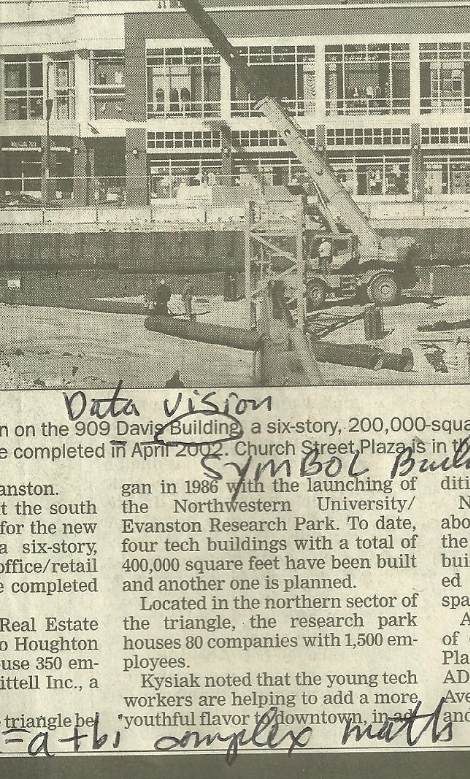 Data vision
n on the 909 Davis Building, a six-story, 200,000-squa
e completed in April 2002. Church Street Plaza is in th
SYMBOL Buil
anston.
t the south
for the new
a six-story,
office/retail
e completed
Real Estate
o Houghton
use 350 em-
ittell Inc., a
e triangle be
gan in 1986 with the launching of
the Northwestern University/
Evanston Research Park. To date,
four tech buildings with a total of
400,000 square feet have been built
and another one is planned.
Located in the northern sector of
the triangle, the research park
houses 80 companies with 1,500 em-
ployees.
Kysiak noted that the young tech
workers are helping to add a more
youthful flavor to downtown, in ad
diti
N
abo
the
bui
ed
spa
A
of
Pla
AD
Ave
and
=a+bi complex maths